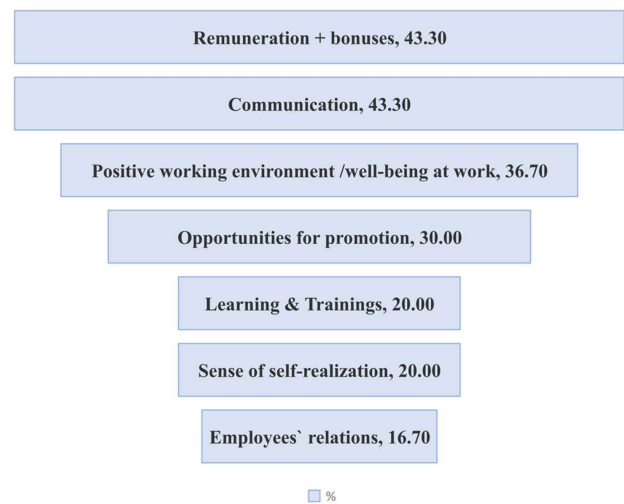 Remuneration + bonuses, 43.30
Communication, 43.30
Positive working environment /well-being at work, 36.70
Opportunities for promotion, 30.00
Learning & Trainings, 20.00
Sense of self-realization, 20.00
Employees` relations, 16.70
%